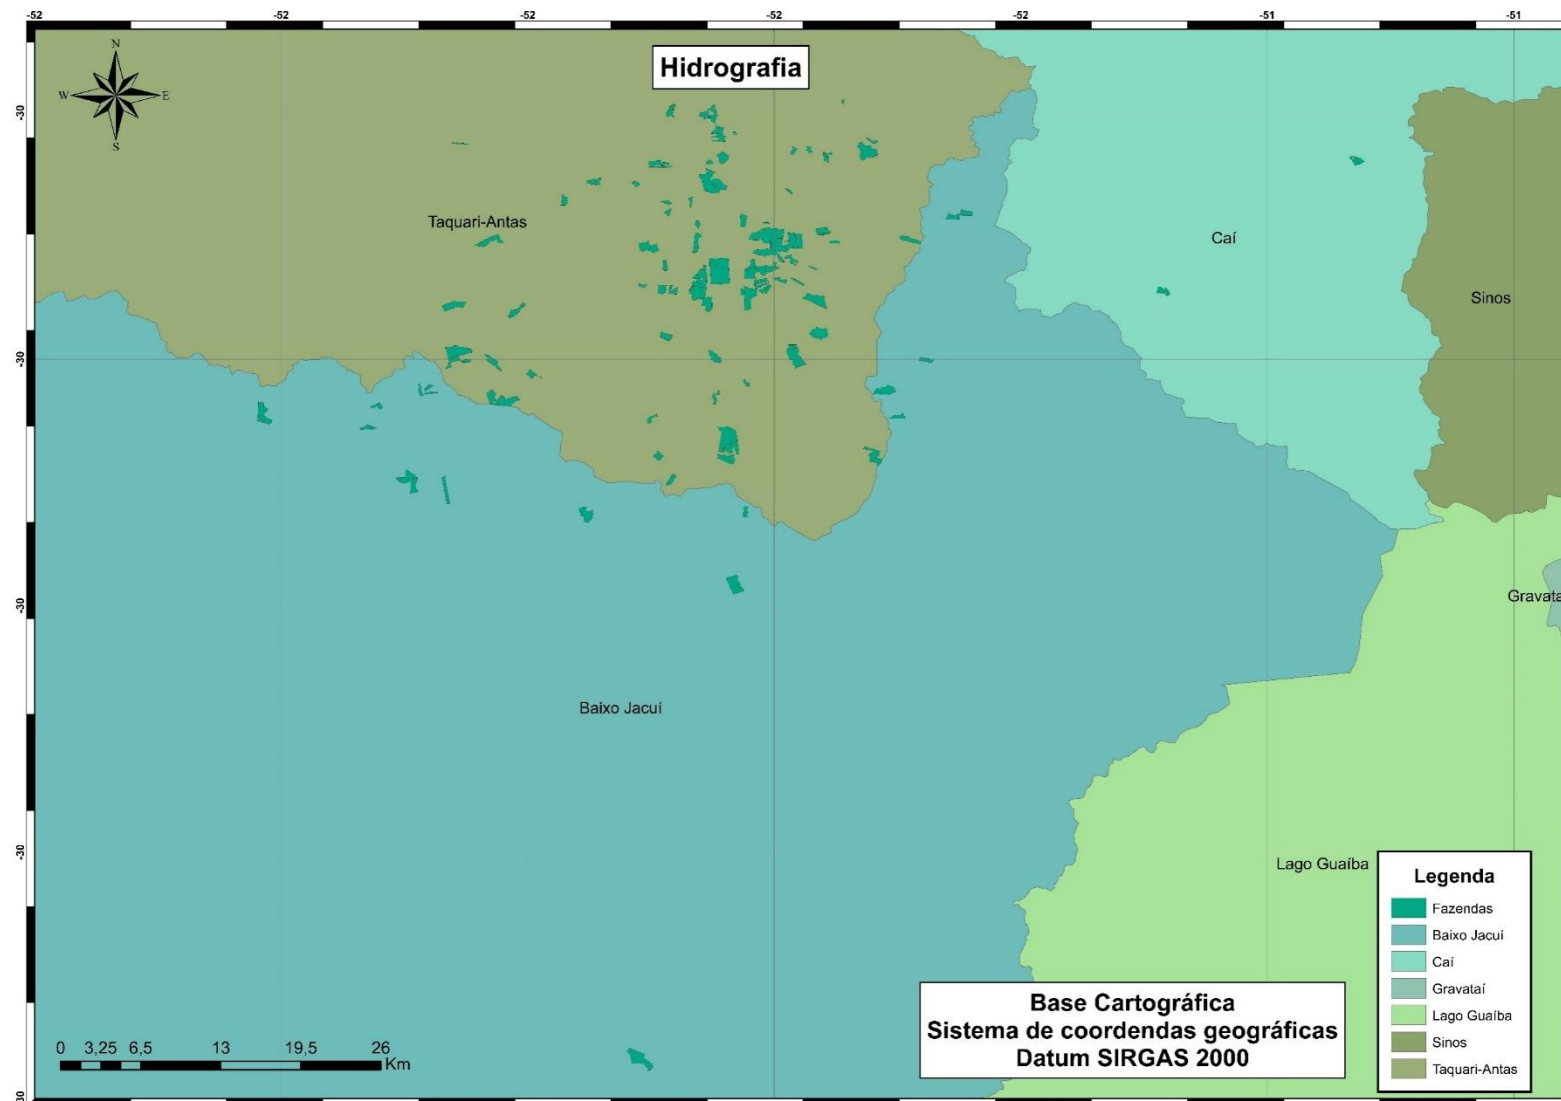 -52 -52 -52 -52 -52 -51 -51
N
W E
S
Hidrografia
-30
Taquari-Antas
Caí
Sinos
-30
-30
Gravata
Baixo Jacuí
-30
Lago Guaíba
Legenda
Fazendas
Baixo Jacuí
Caí
Gravataí
Lago Guaíba
Sinos
Taquari-Antas
Base Cartográfica
Sistema de coordendas geográficas
Datum SIRGAS 2000
0 3,25 6,5 13 19,5 26
Km
30